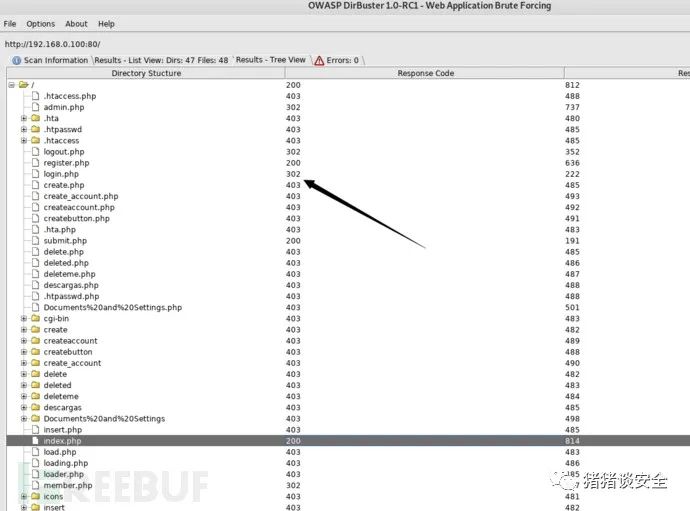 OWASP DirBuster 1.0-RC1 - Web Application Brute Forcing
File Options About Help
http://192.168.0.100:80/
Scan Information Results - List View: Dirs: 47 Files: 48 Results - Tree View Errors: 0
Directory Stucture Response Code Res
/ 200 812
.htaccess.php 403 488
admin.php 302 737
.hta 403 480
.htpasswd 403 485
.htaccess 403 485
logout.php 302 352
register.php 200 636
login.php 302 222
create.php 403 485
create_account.php 403 493
createaccount.php 403 492
createbutton.php 403 491
.hta.php 403 483
submit.php 200 191
delete.php 403 485
deleted.php 403 486
deleteme.php 403 487
descargas.php 403 488
.htpasswd.php 403 488
Documents%20and%20Settings.php 403 501
cgi-bin 403 483
create 403 482
createaccount 403 489
createbutton 403 488
create_account 403 490
delete 403 482
deleted 403 483
deleteme 403 484
descargas 403 485
Documents%20and%20Settings 403 498
insert.php 403 485
index.php 200 814
load.php 403 483
loading.php 403 486
loader.php 403
member.php 302
icons 403 481
insert 403 482
FREEBUF
猪猪谈安全